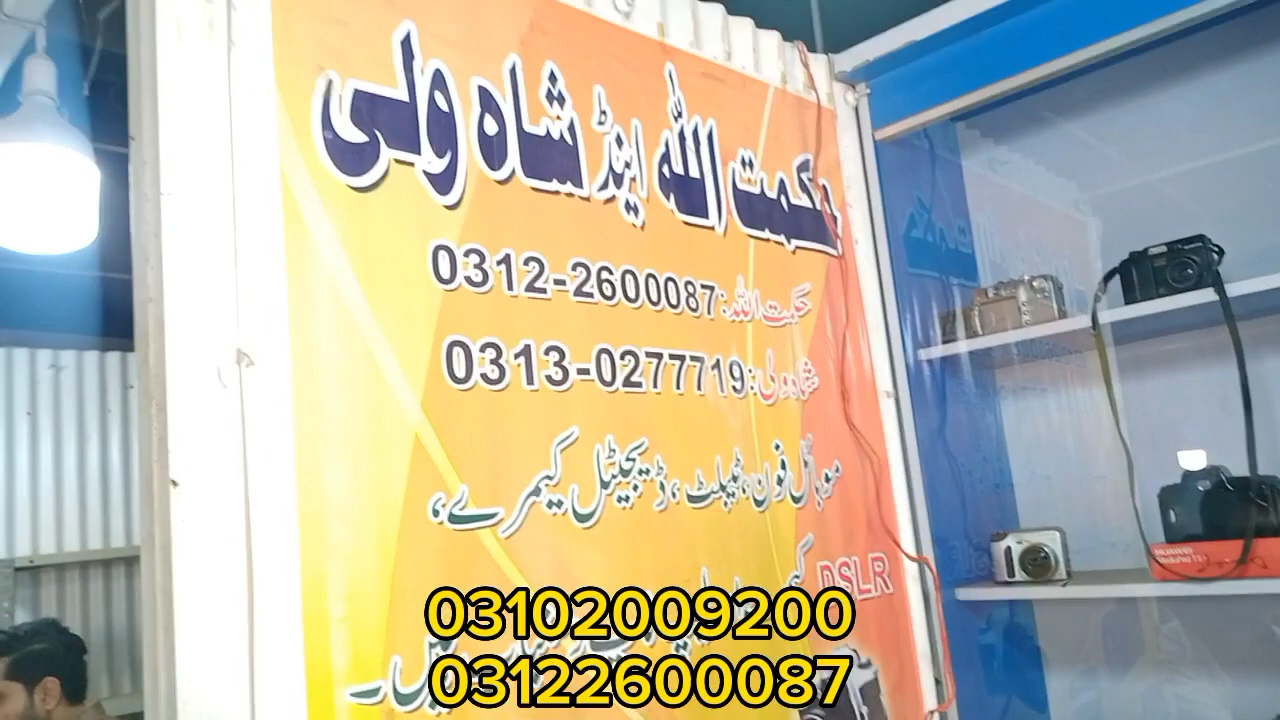 حکمت اللہ اینڈ شاہ ولی
حکمت اللہ: 0312-2600087
شاہ ولی: 0313-0277719
موبائل فون، ٹیبلٹ، ڈیجیٹل کیمرے،
DSLR
03102009200
03122600087
HUAWEI